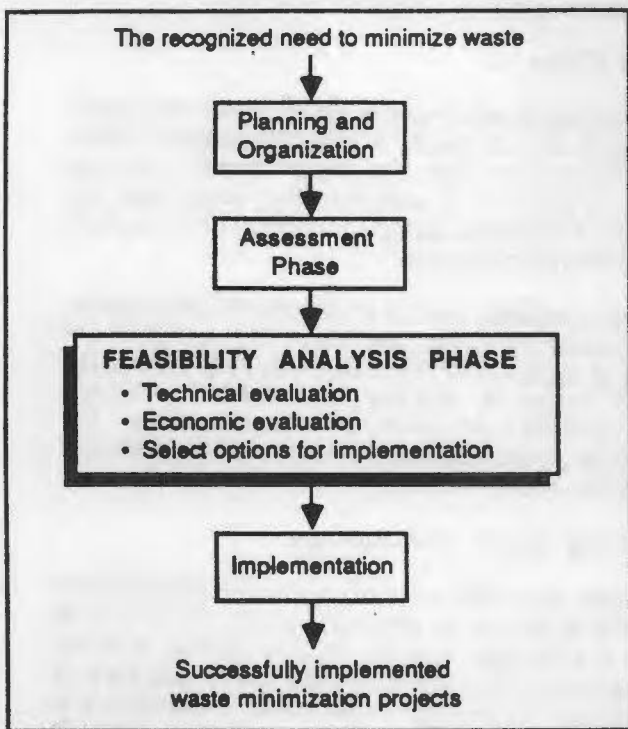 The recognized need to minimize waste
Planning and
Organization
Assessment
Phase
FEASIBILITY ANALYSIS PHASE
• Technical evaluation
• Economic evaluation
• Select options for implementation
Implementation
Successfully implemented
waste minimization projects